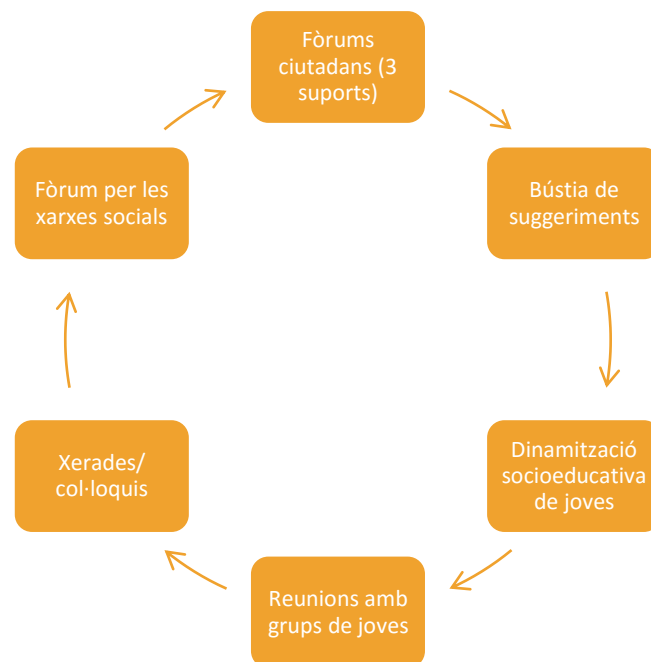 Fòrums
ciutadans (3
suports)
Bústia de
suggeriments
Dinamització
socioeducativa
de joves
Reunions amb
grups de joves
Xerades/
col·loquis
Fòrum per les
xarxes socials